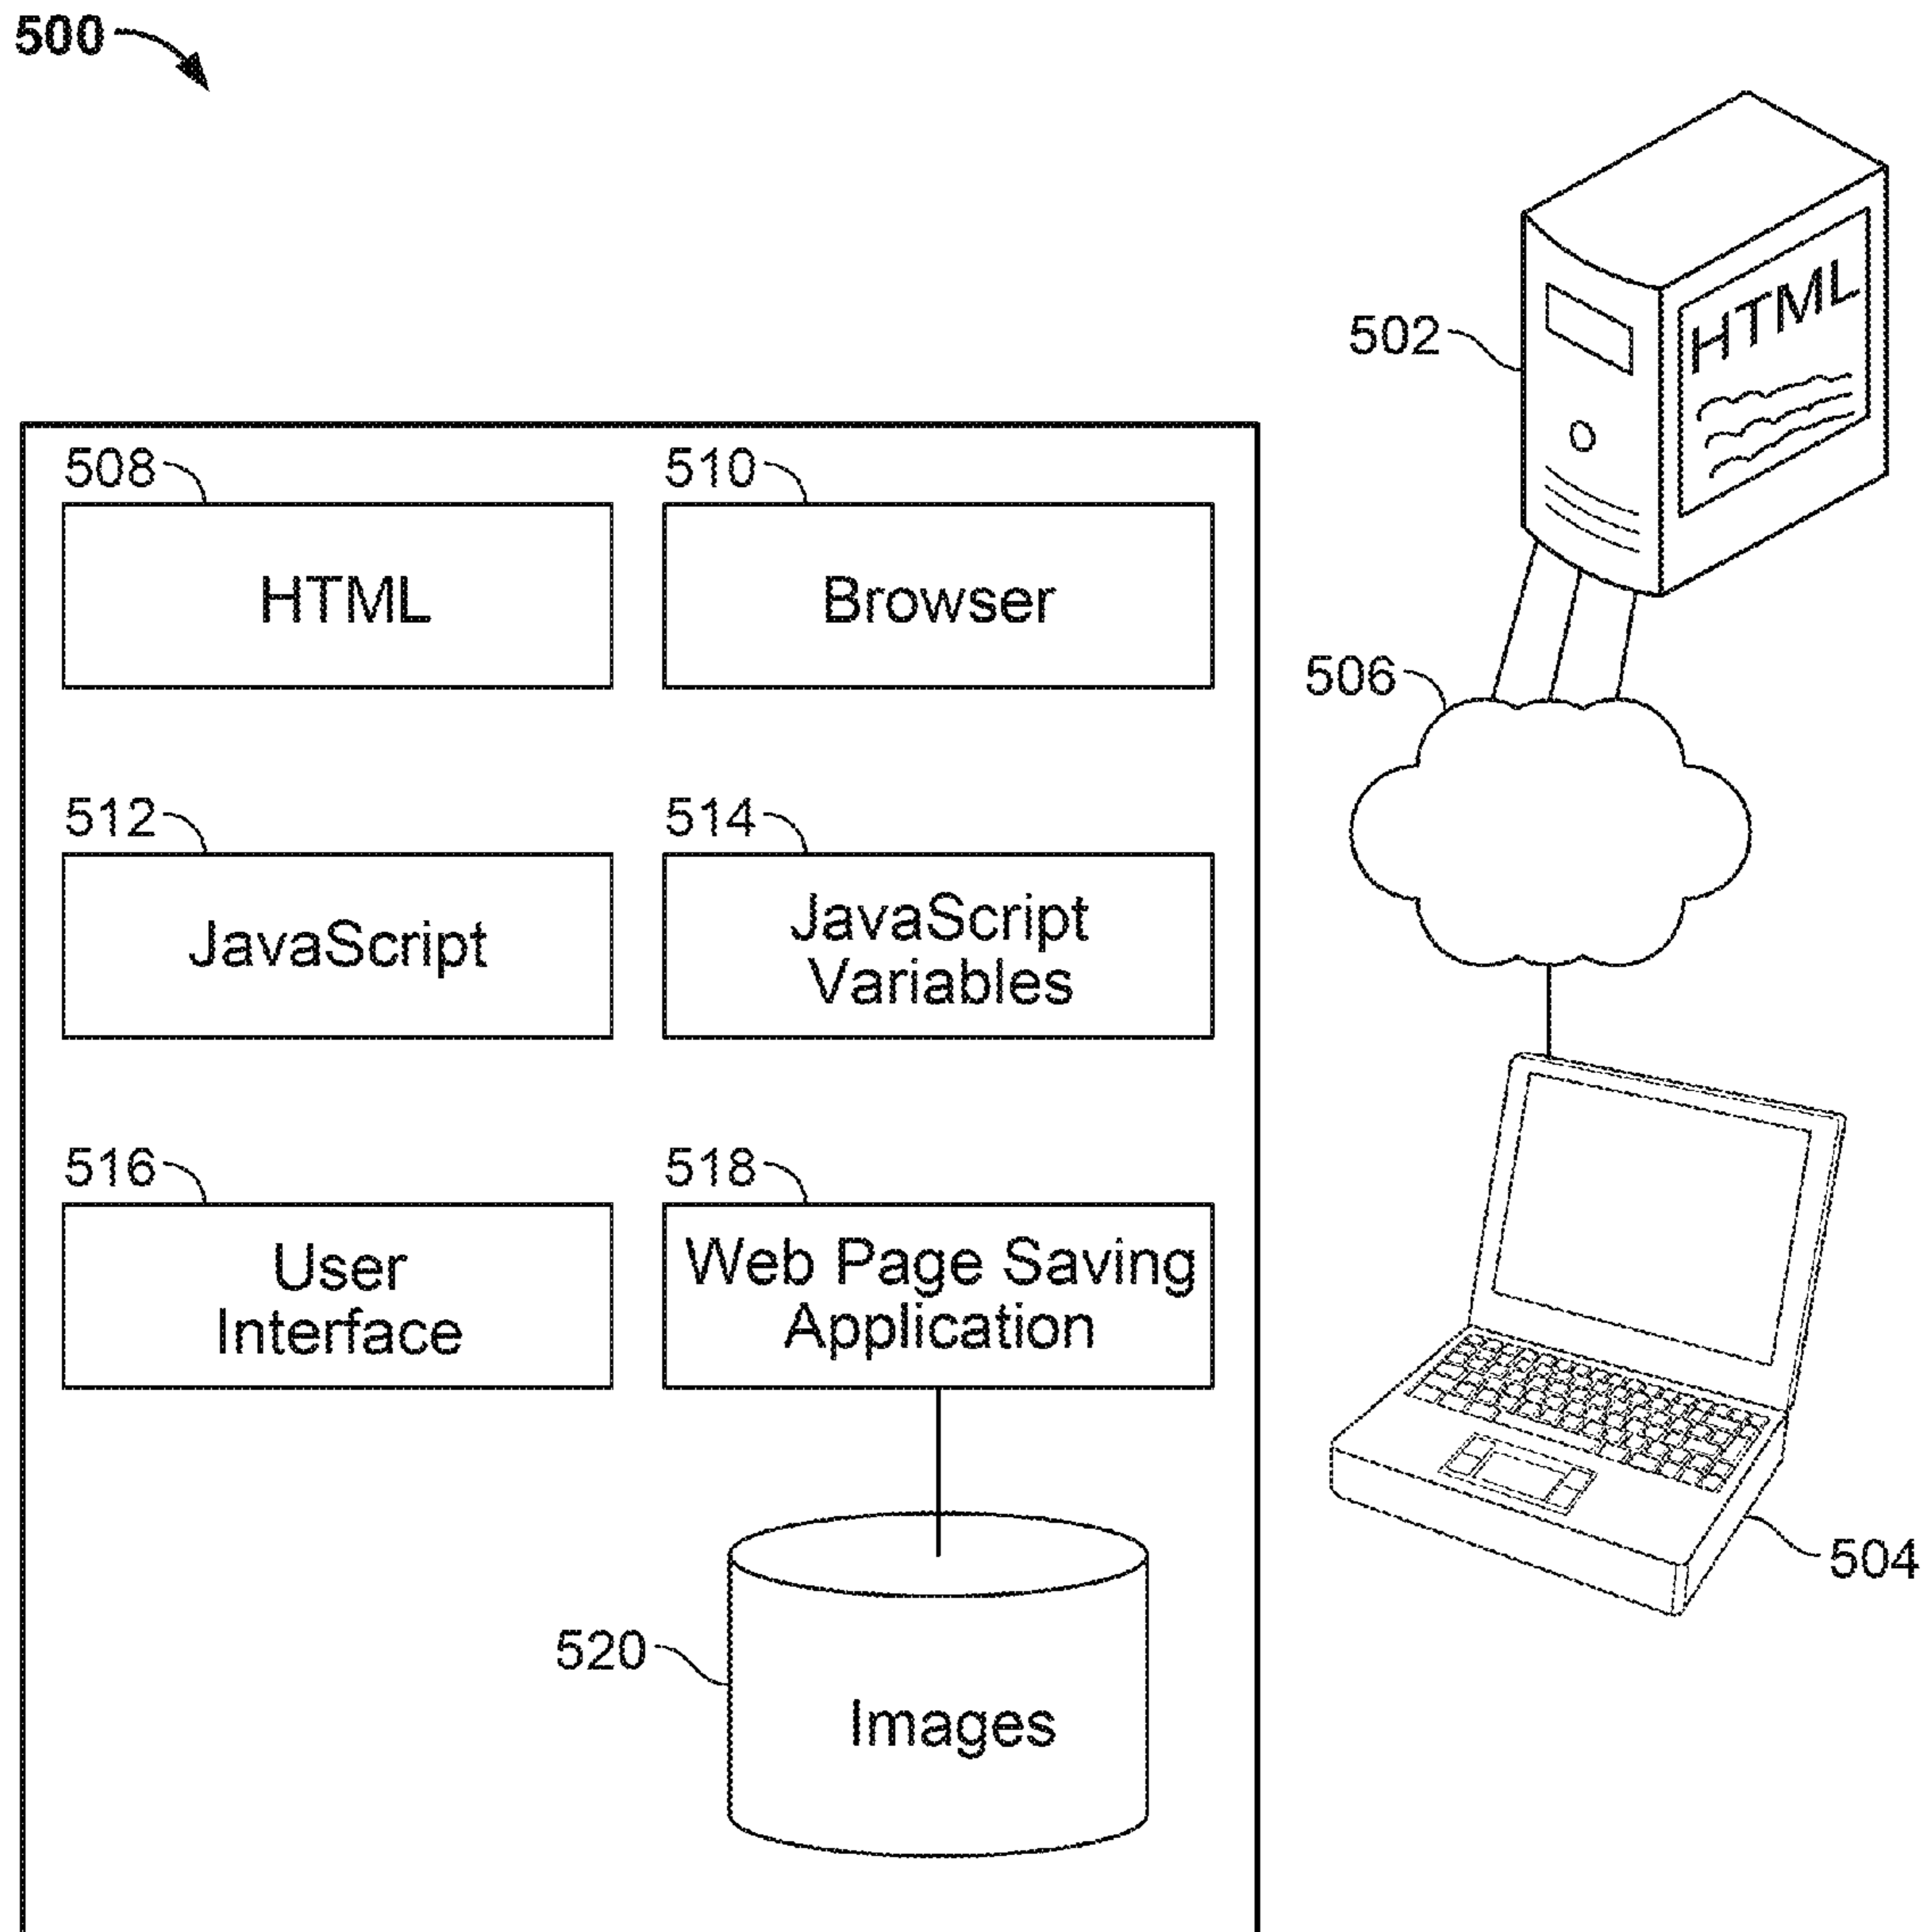 500
502
HTML
508
510
HTML
Browser
506
512
514
JavaScript
JavaScript
Variables
516
518
User
Interface
Web Page Saving
Application
504
520
Images